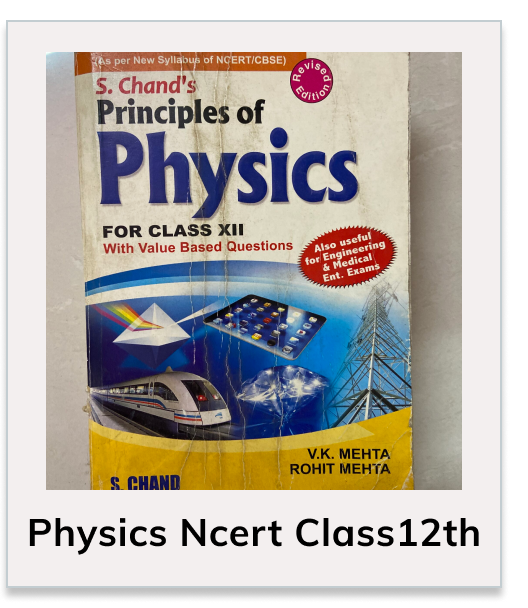 (As per New Syllabus of NCERT/CBSE)
Revised
Edition
S. Chand's
Principles of
Physics
FOR CLASS XII
With Value Based Questions
Also useful
for Engineering
& Medical
Ent. Exams
V.K. MEHTA
ROHIT MEHTA
S. CHAND
Physics Ncert Class12th